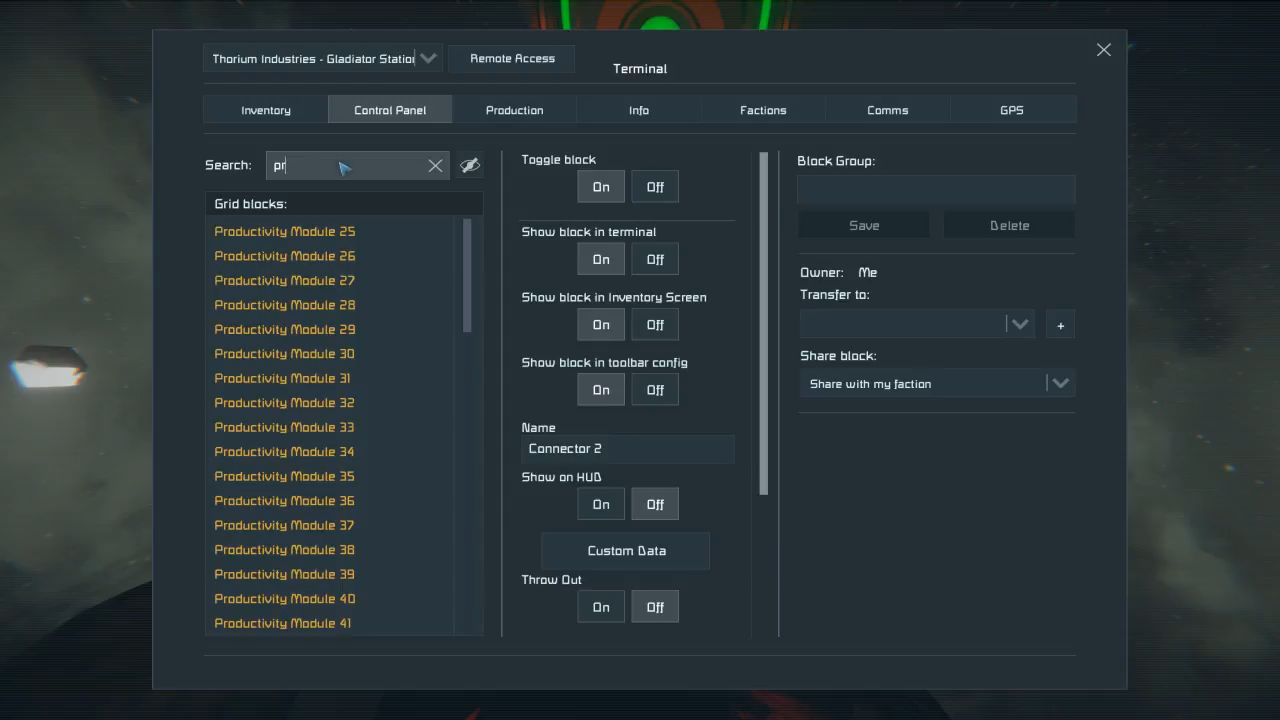 Thorium Industries - Gladiator Station
Remote Access
Terminal
Inventory
Control Panel
Production
Info
Factions
Comms
GPS
Search:
pr
Grid blocks:
Productivity Module 25
Productivity Module 26
Productivity Module 27
Productivity Module 28
Productivity Module 29
Productivity Module 30
Productivity Module 31
Productivity Module 32
Productivity Module 33
Productivity Module 34
Productivity Module 35
Productivity Module 36
Productivity Module 37
Productivity Module 38
Productivity Module 39
Productivity Module 40
Productivity Module 41
Toggle block
On Off
Show block in terminal
On Off
Show block in Inventory Screen
On Off
Show block in toolbar config
On Off
Name
Connector 2
Show on HUD
On Off
Custom Data
Throw Out
On Off
Block Group:
Save Delete
Owner: Me
Transfer to:
+
Share block:
Share with my faction